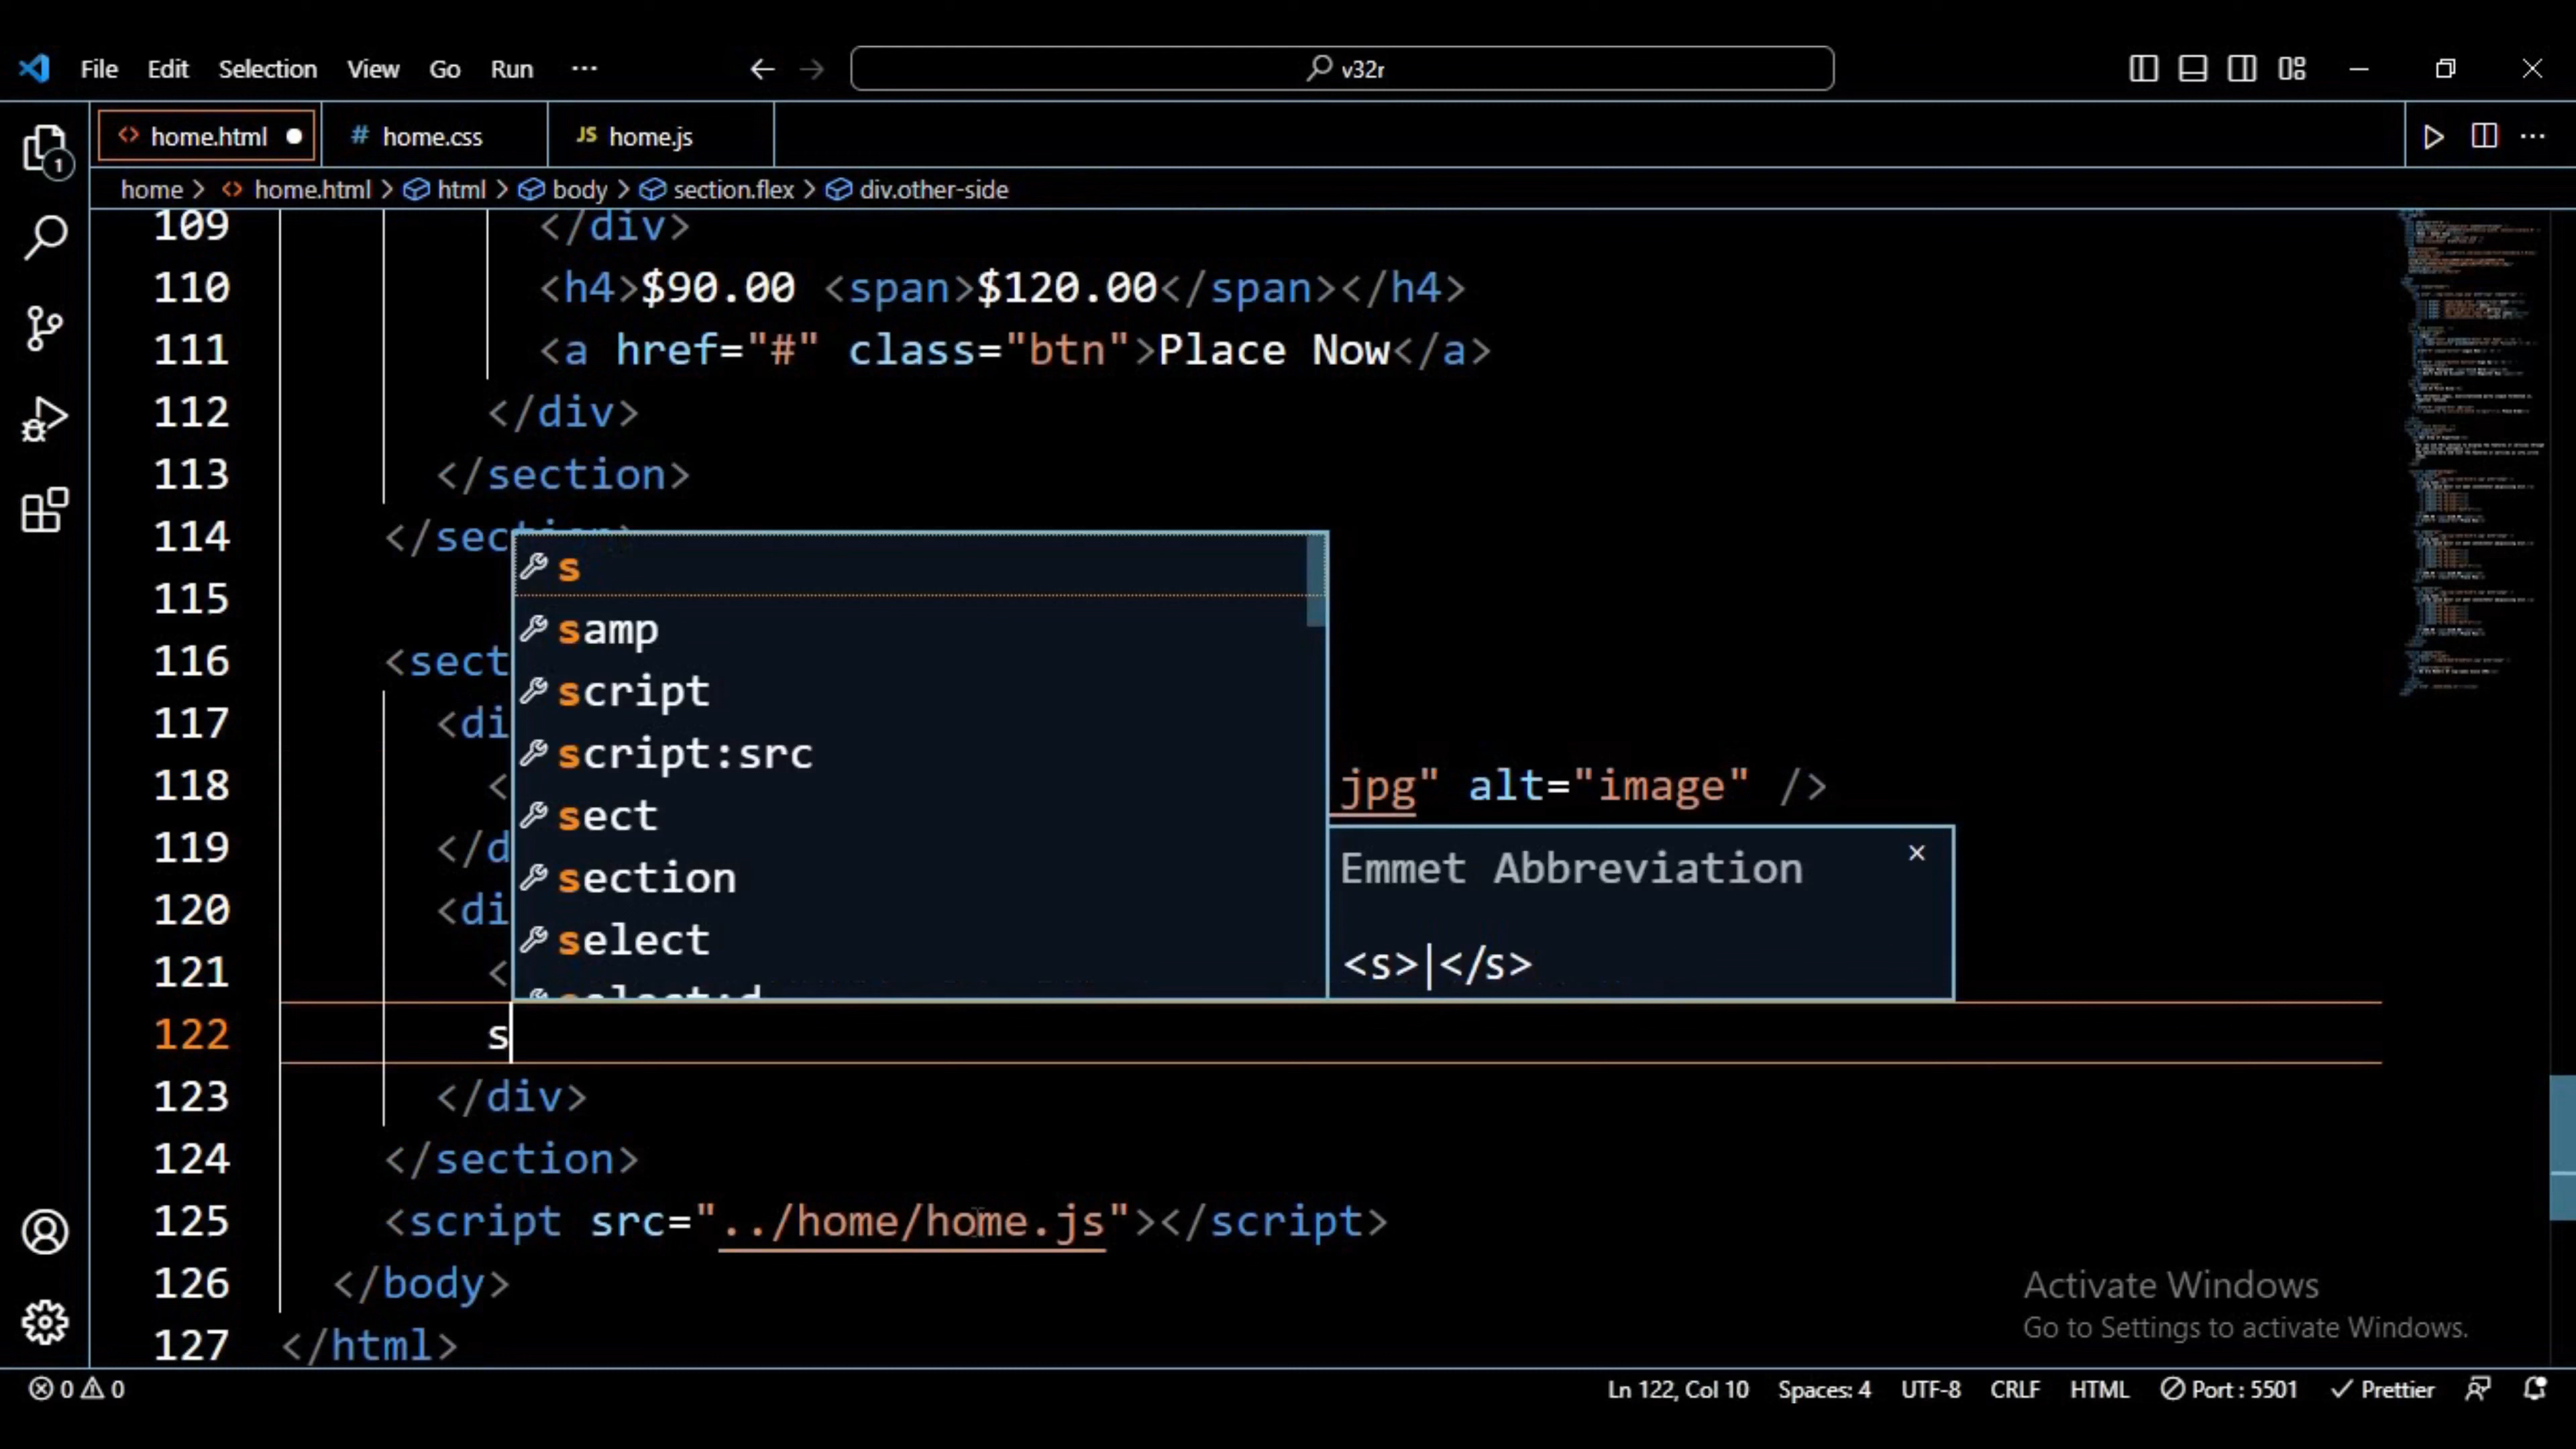 File Edit Selection View Go Run ···
v32r
home.html
# home.css
JS home.js
1
home > home.html > html > body > section.flex > div.other-side
109 </div>
110 <h4>$90.00 <span>$120.00</span></h4>
111 <a href="#" class="btn">Place Now</a>
112 </div>
113 </section>
114 </section>
115
116 <sect
117 <di
118 < jpg" alt="image" />
119 </d
120 <di
121 <
122 s
123 </div>
124 </section>
125 <script src="../home/home.js"></script>
126 </body>
127 </html>
s
samp
script
script:src
sect
section
select
select:d
Emmet Abbreviation
<s>|</s>
Activate Windows
Go to Settings to activate Windows.
0 0 Ln 122, Col 10 Spaces: 4 UTF-8 CRLF HTML Port : 5501 Prettier